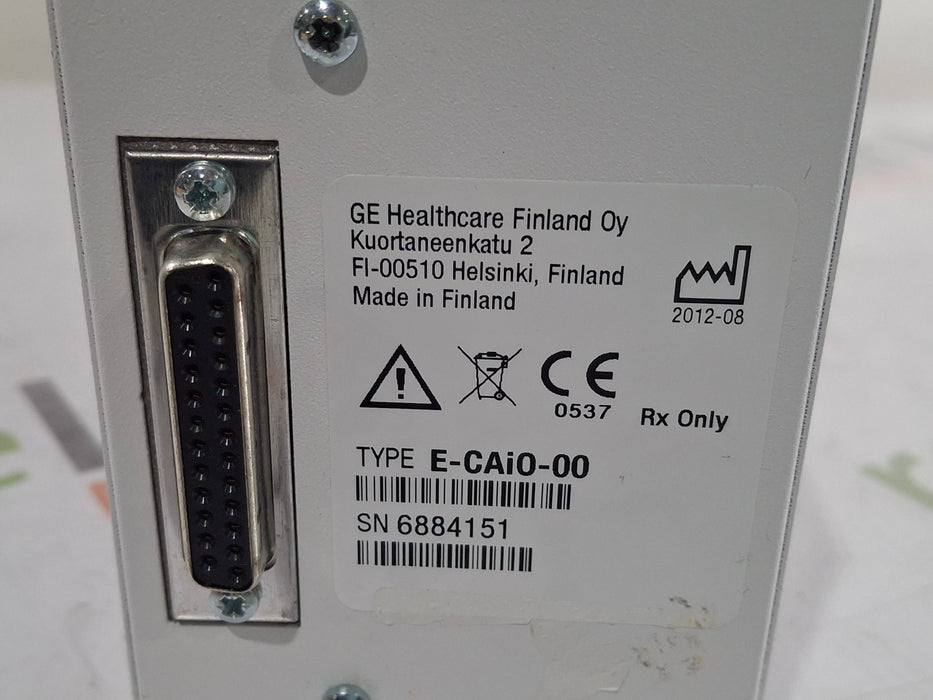 GE Healthcare Finland Oy
Kuortaneenkatu 2
FI-00510 Helsinki, Finland
Made in Finland
2012-08
CE
0537
Rx Only
TYPE E-CAiO-00
SN 6884151